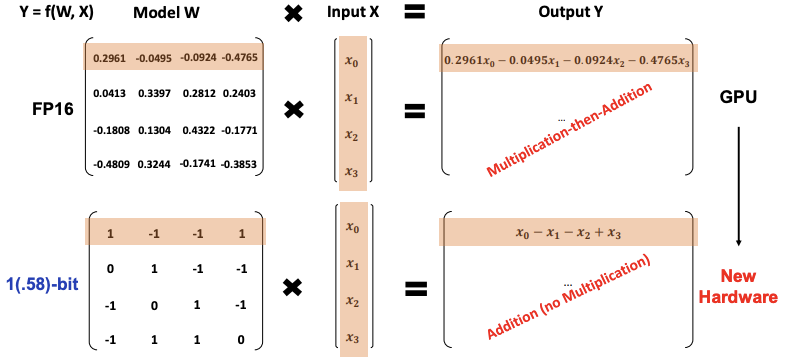 Y = f(W, X) Model W ✖ Input X = Output Y
FP16
0.2961 -0.0495 -0.0924 -0.4765
0.0413 0.3397 0.2812 0.2403
-0.1808 0.1304 0.4322 -0.1771
-0.4809 0.3244 -0.1741 -0.3853
✖
x₀
x₁
x₂
x₃
=
0.2961x₀ − 0.0495x₁ − 0.0924x₂ − 0.4765x₃
...
Multiplication-then-Addition
GPU
1(.58)-bit
1 -1 -1 1
0 1 -1 -1
-1 0 1 -1
-1 1 1 0
✖
x₀
x₁
x₂
x₃
=
x₀ − x₁ − x₂ + x₃
...
Addition (no Multiplication)
New
Hardware